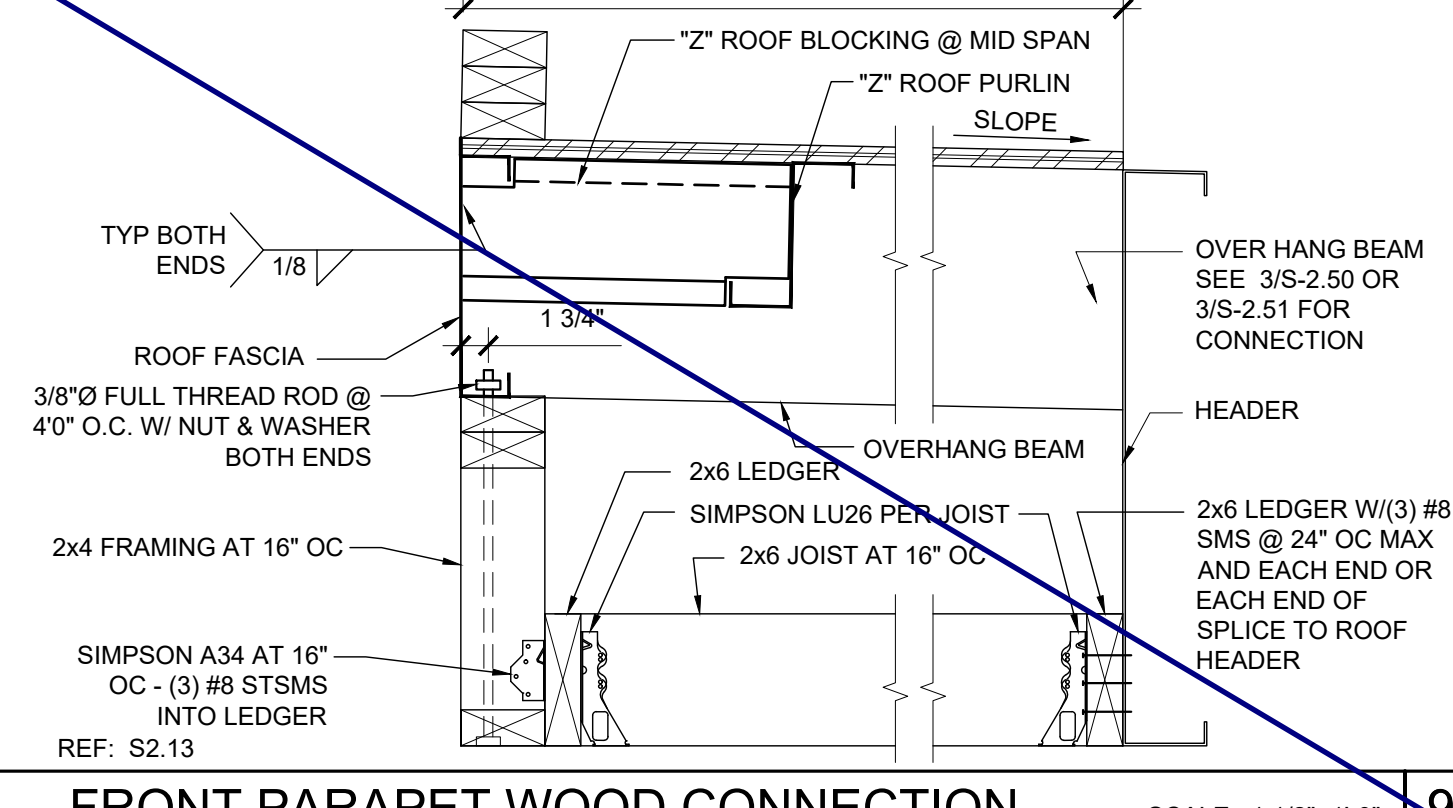 "Z" ROOF BLOCKING @ MID SPAN
"Z" ROOF PURLIN
SLOPE
TYP BOTH
ENDS
1/8
OVER HANG BEAM
SEE 3/S-2.50 OR
3/S-2.51 FOR
CONNECTION
1 3/4"
ROOF FASCIA
3/8"Ø FULL THREAD ROD @
4'0" O.C. W/ NUT & WASHER
BOTH ENDS
HEADER
OVERHANG BEAM
2x6 LEDGER
SIMPSON LU26 PER JOIST
2x6 JOIST AT 16" OC
2x4 FRAMING AT 16" OC
2x6 LEDGER W/(3) #8
SMS @ 24" OC MAX
AND EACH END OR
EACH END OF
SPLICE TO ROOF
HEADER
SIMPSON A34 AT 16"
OC - (3) #8 STSMS
INTO LEDGER
REF: S2.13
FRONT PARAPET WOOD CONNECTION